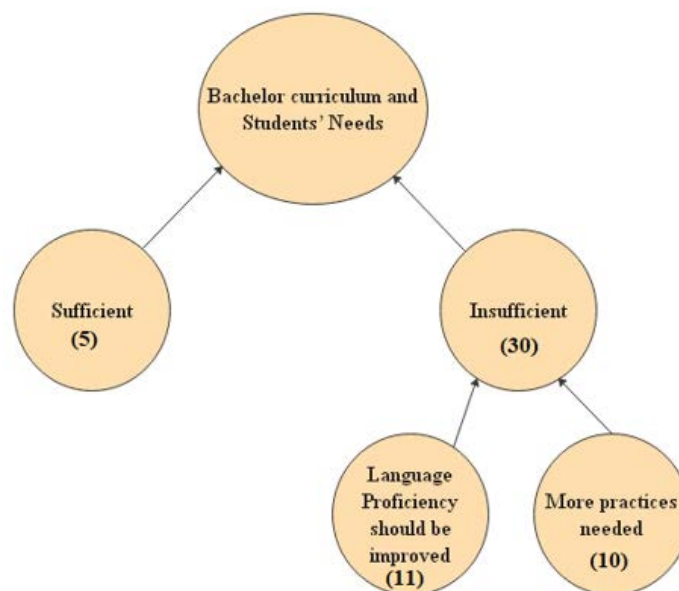 Bachelor curriculum and
Students' Needs
Sufficient
(5)
Insufficient
(30)
Language
Proficiency
should be
improved
(11)
More practices
needed
(10)